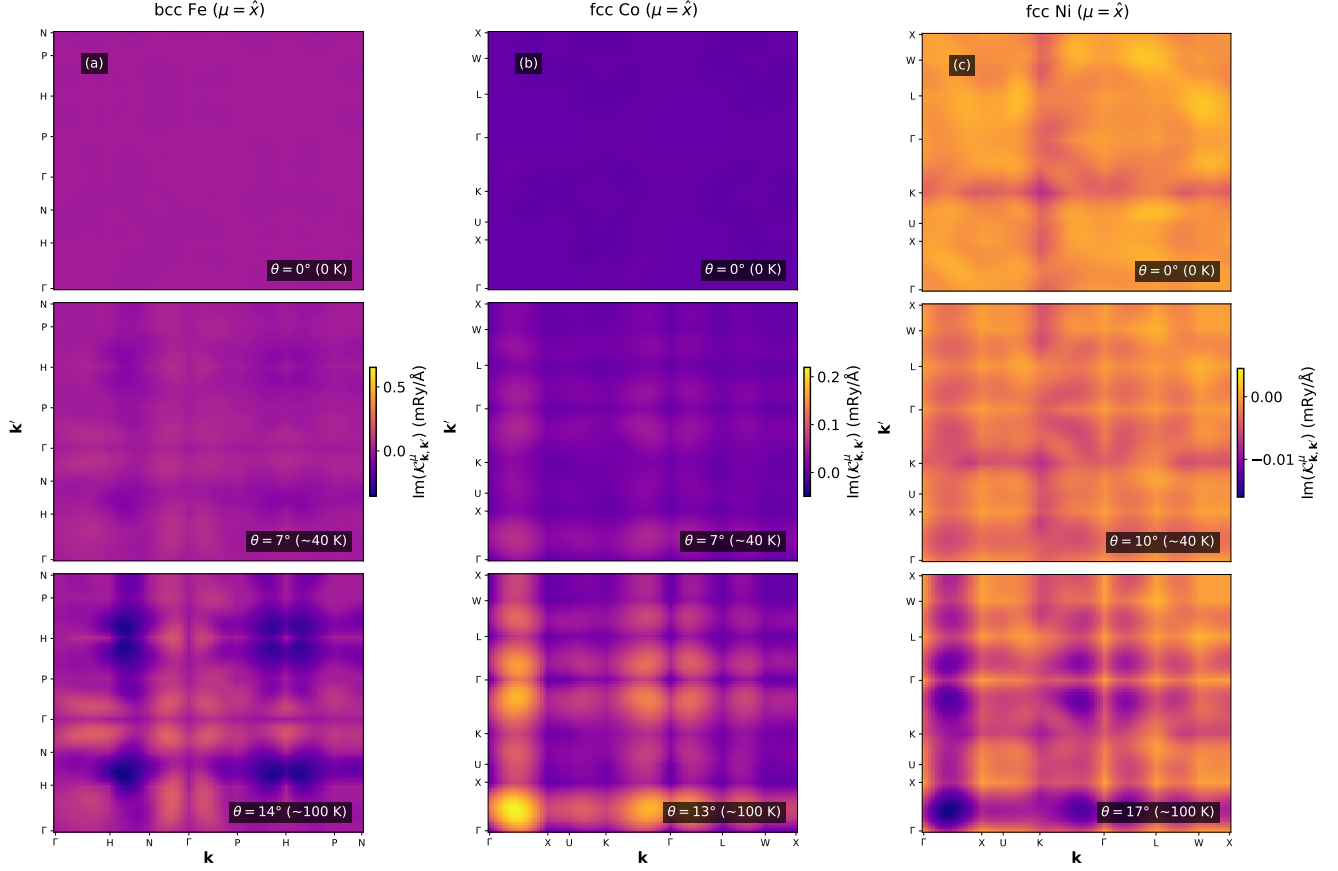 bcc Fe (μ = x̂)
fcc Co (μ = x̂)
fcc Ni (μ = x̂)
(a)
N
P
H
P
Γ
N
H
Γ
θ = 0° (0 K)
(b)
X
W
L
Γ
K
U
X
Γ
θ = 0° (0 K)
(c)
X
W
L
Γ
K
U
X
Γ
θ = 0° (0 K)
k′
N
P
H
P
Γ
N
H
Γ
θ = 7° (~40 K)
0.5
0.0
Im(𝒦^μ_k,k′) (mRy/Å)
k′
X
W
L
Γ
K
U
X
Γ
θ = 7° (~40 K)
0.2
0.1
0.0
Im(𝒦^μ_k,k′) (mRy/Å)
k′
X
W
L
Γ
K
U
X
Γ
θ = 10° (~40 K)
0.00
−0.01
Im(𝒦^μ_k,k′) (mRy/Å)
N
P
H
P
Γ
N
H
Γ
θ = 14° (~100 K)
Γ H N Γ P H P N
k
X
W
L
Γ
K
U
X
Γ
θ = 13° (~100 K)
Γ X U K Γ L W X
k
X
W
L
Γ
K
U
X
Γ
θ = 17° (~100 K)
Γ X U K Γ L W X
k